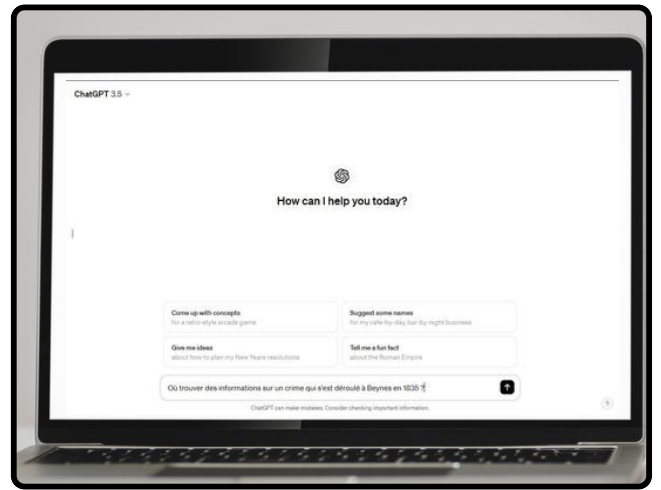 ChatGPT 3.5
How can I help you today?
Come up with concepts
for a retro-style arcade game
Suggest some names
for my cafe-by-day, bar-by-night business
Give me ideas
about how to plan my New Years resolutions
Tell me a fun fact
about the Roman Empire
Où trouver des informations sur un crime qui s'est déroulé à Beynes en 1835 ?
ChatGPT can make mistakes. Consider checking important information.
?